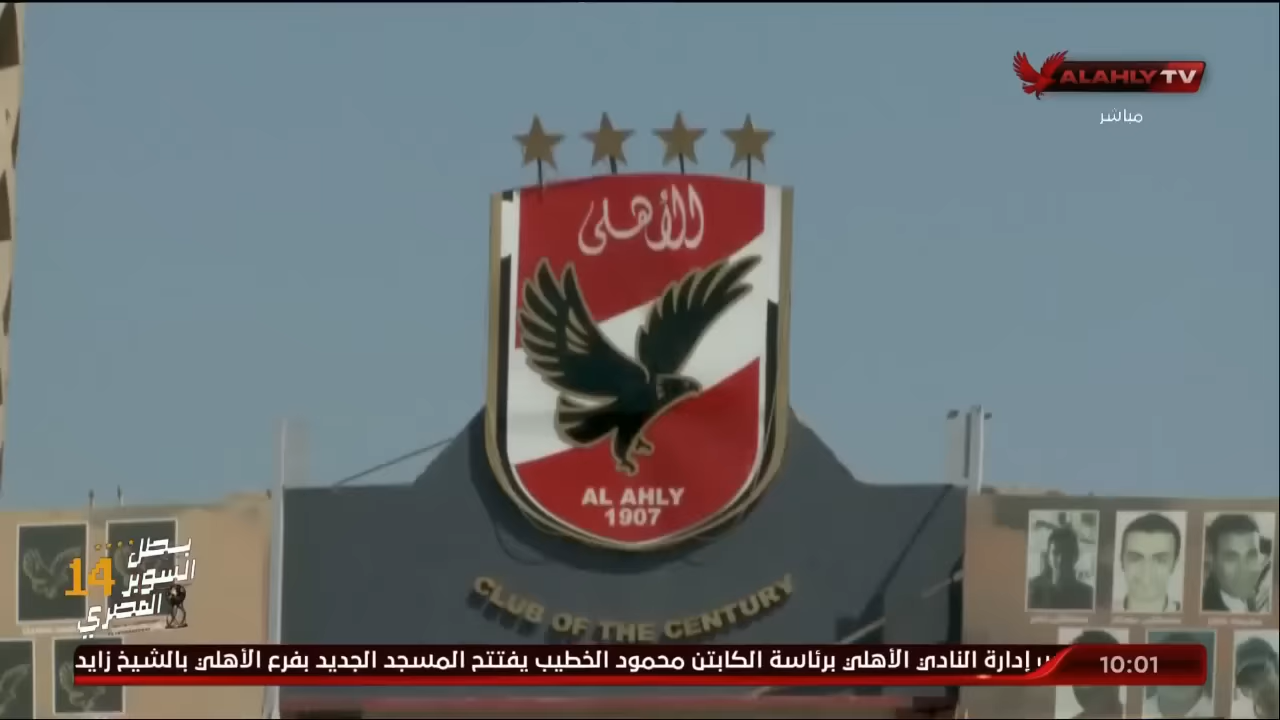 ALAHLY TV
مباشر
الأهلى
AL AHLY
1907
CLUB OF THE CENTURY
بطل
السوبر 14
المصري
إدارة النادي الأهلي برئاسة الكابتن محمود الخطيب يفتتح المسجد الجديد بفرع الأهلي بالشيخ زايد
10:01